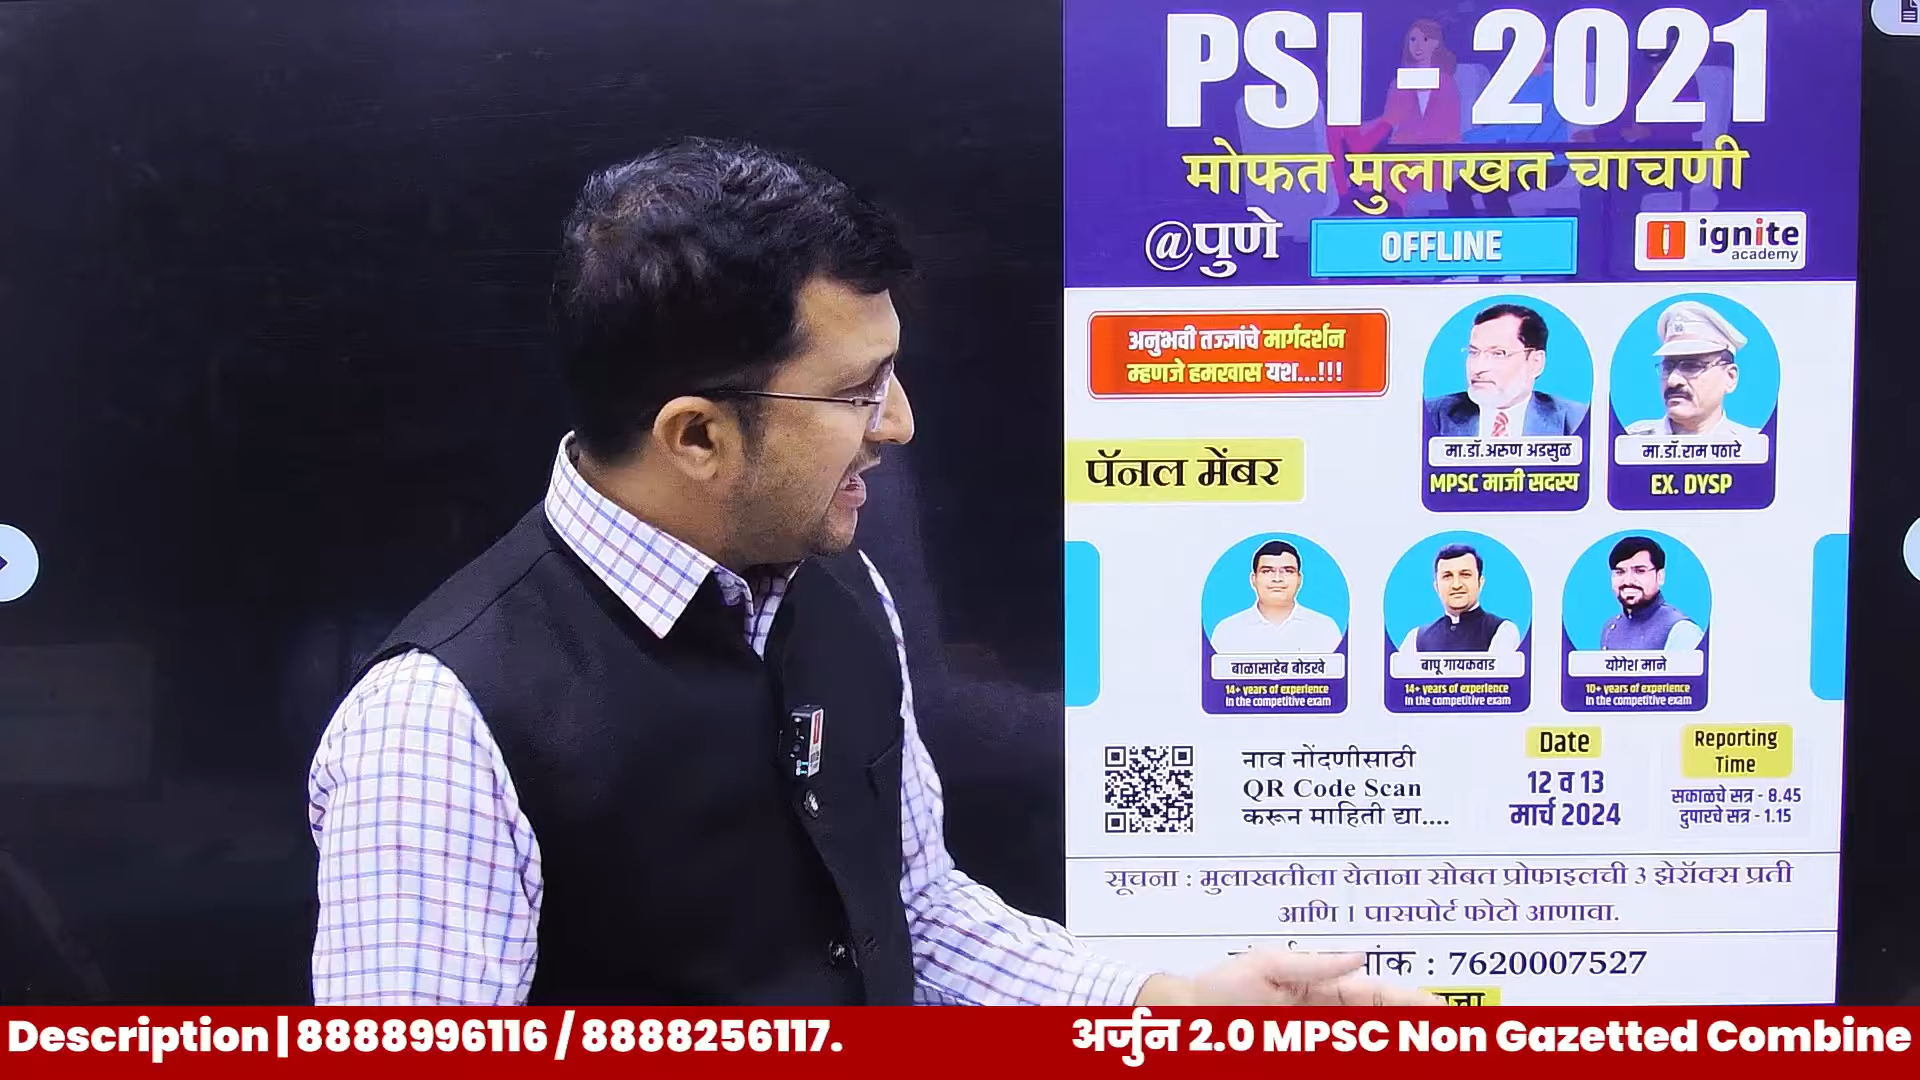 PSI - 2021
मोफत मुलाखत चाचणी
@पुणे
OFFLINE
ignite
academy
अनुभवी तज्ज्ञांचे मार्गदर्शन
म्हणजे हमखास यश...!!!
मा.डॉ.अरुण अडसुळ
MPSC माजी सदस्य
मा.डॉ.राम पठारे
EX. DYSP
पॅनल मेंबर
बाळासाहेब बोडखे
14+ years of experience
in the competitive exam
बापू गायकवाड
14+ years of experience
in the competitive exam
योगेश माने
10+ years of experience
in the competitive exam
नाव नोंदणीसाठी
QR Code Scan
करून माहिती द्या....
Date
12 व 13
मार्च 2024
Reporting
Time
सकाळचे सत्र - 8.45
दुपारचे सत्र - 1.15
सूचना : मुलाखतीला येताना सोबत प्रोफाइलची 3 झेरॉक्स प्रती
आणि 1 पासपोर्ट फोटो आणावा.
: 7620007527
Description | 8888996116 / 8888256117.
अर्जुन 2.0 MPSC Non Gazetted Combine